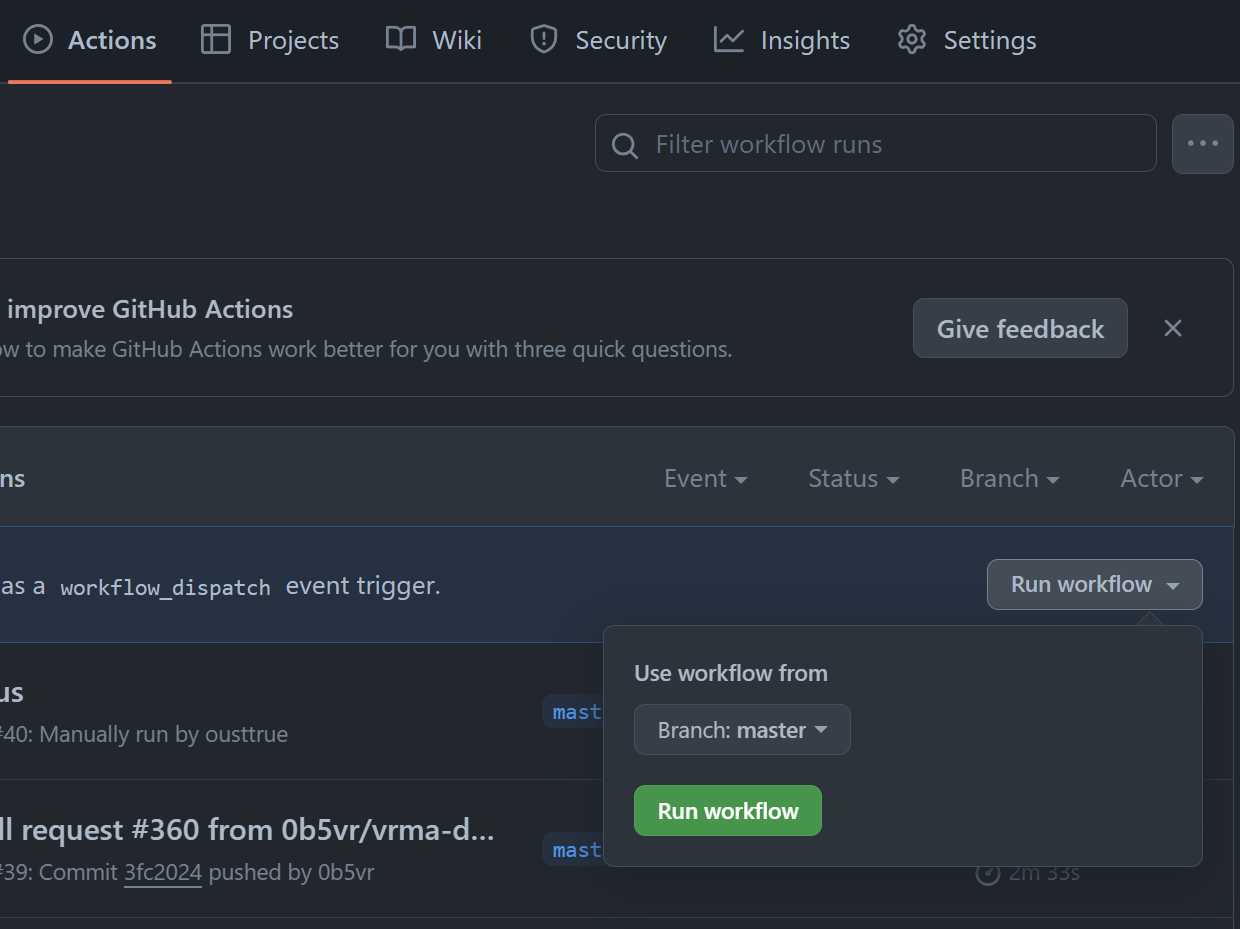 Actions Projects Wiki Security Insights Settings
Filter workflow runs
improve GitHub Actions
to make GitHub Actions work better for you with three quick questions.
Give feedback
Event Status Branch Actor
as a workflow_dispatch event trigger.
Run workflow
Use workflow from
Branch: master
Run workflow
us
mast
#40: Manually run by ousttrue
request #360 from 0b5vr/vrma-d...
mast
#39: Commit 3fc2024 pushed by 0b5vr
2m 33s